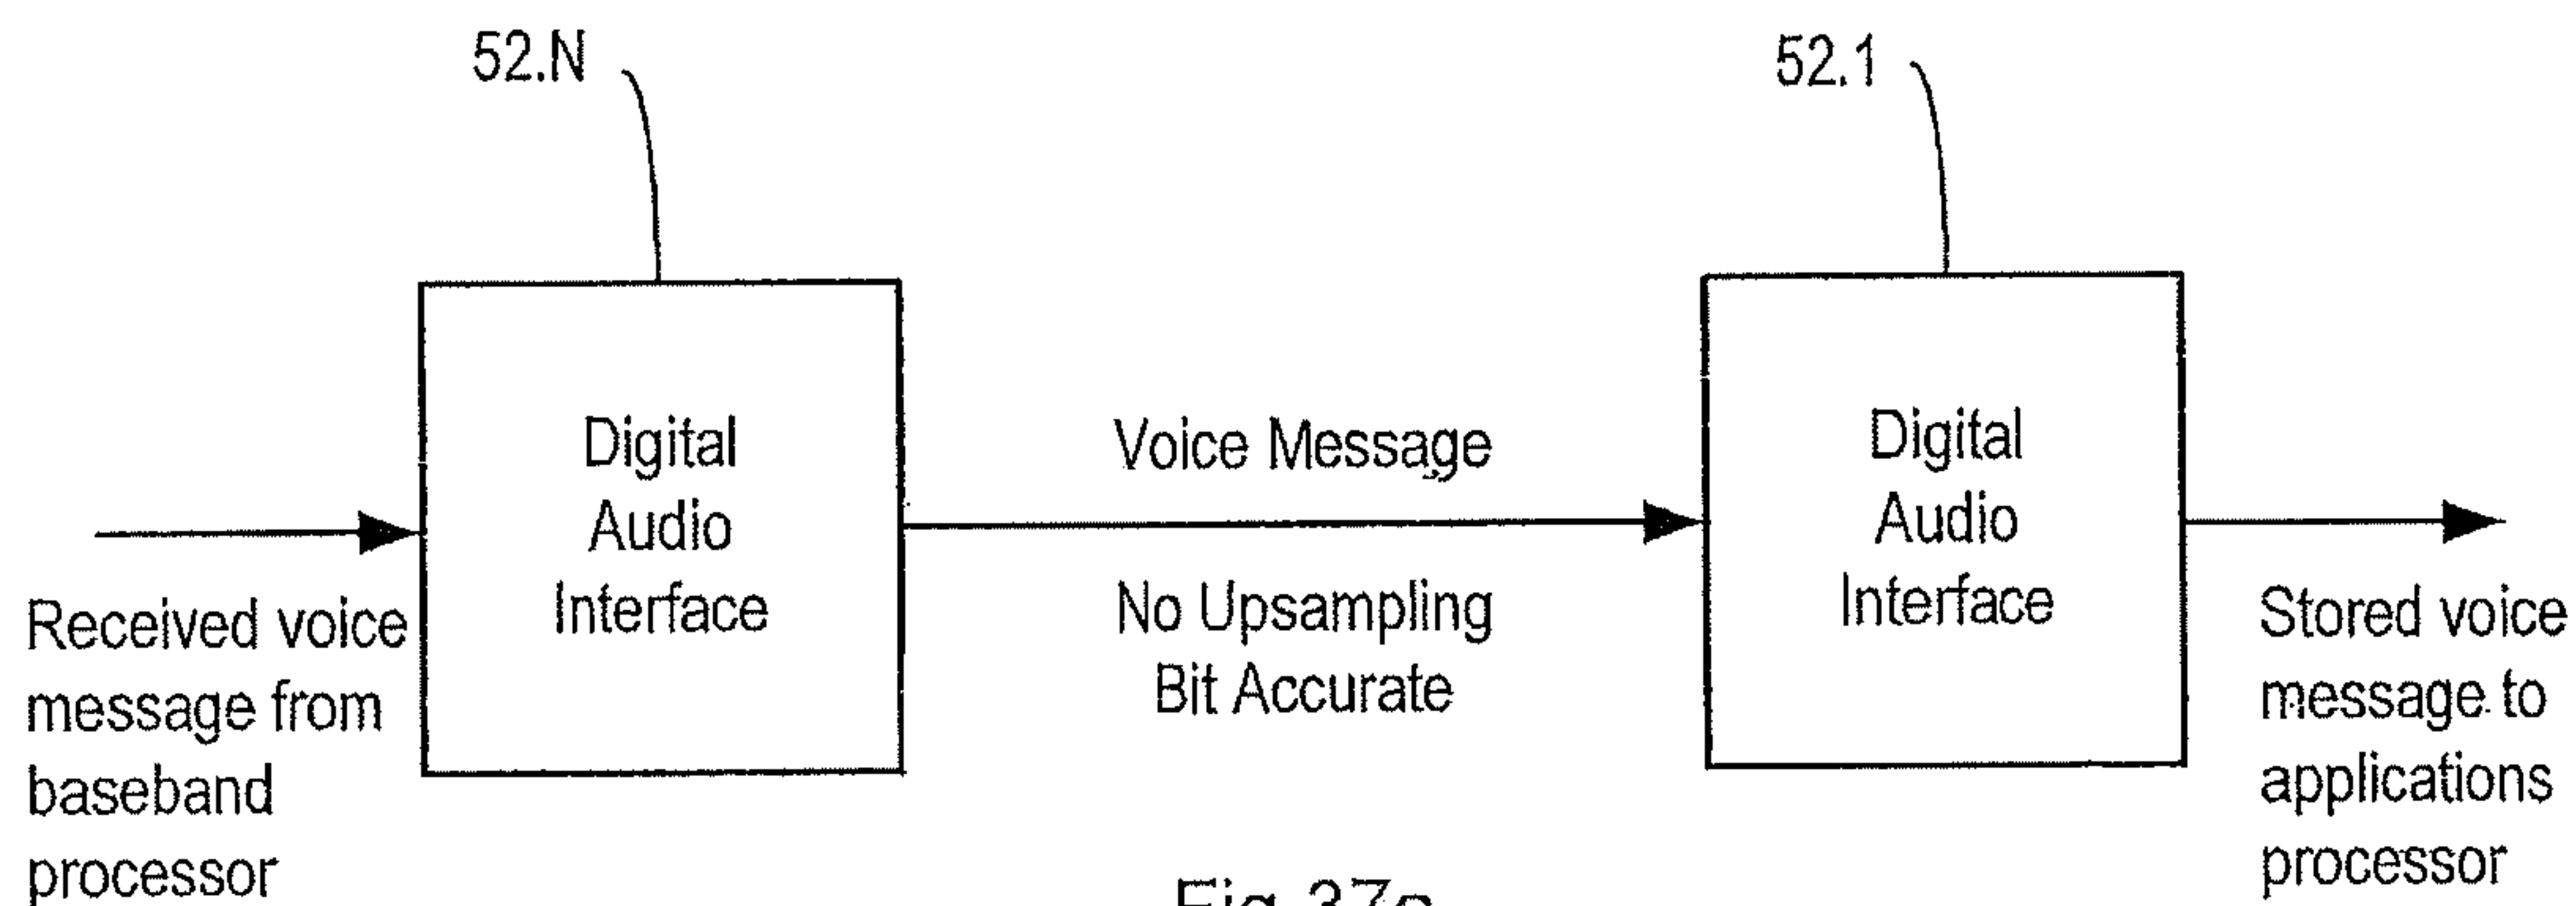 52.N
52.1
Digital
Audio
Interface
Voice Message
No Upsampling
Bit Accurate
Digital
Audio
Interface
Received voice
message from
baseband
processor
Stored voice
message to
applications
processor